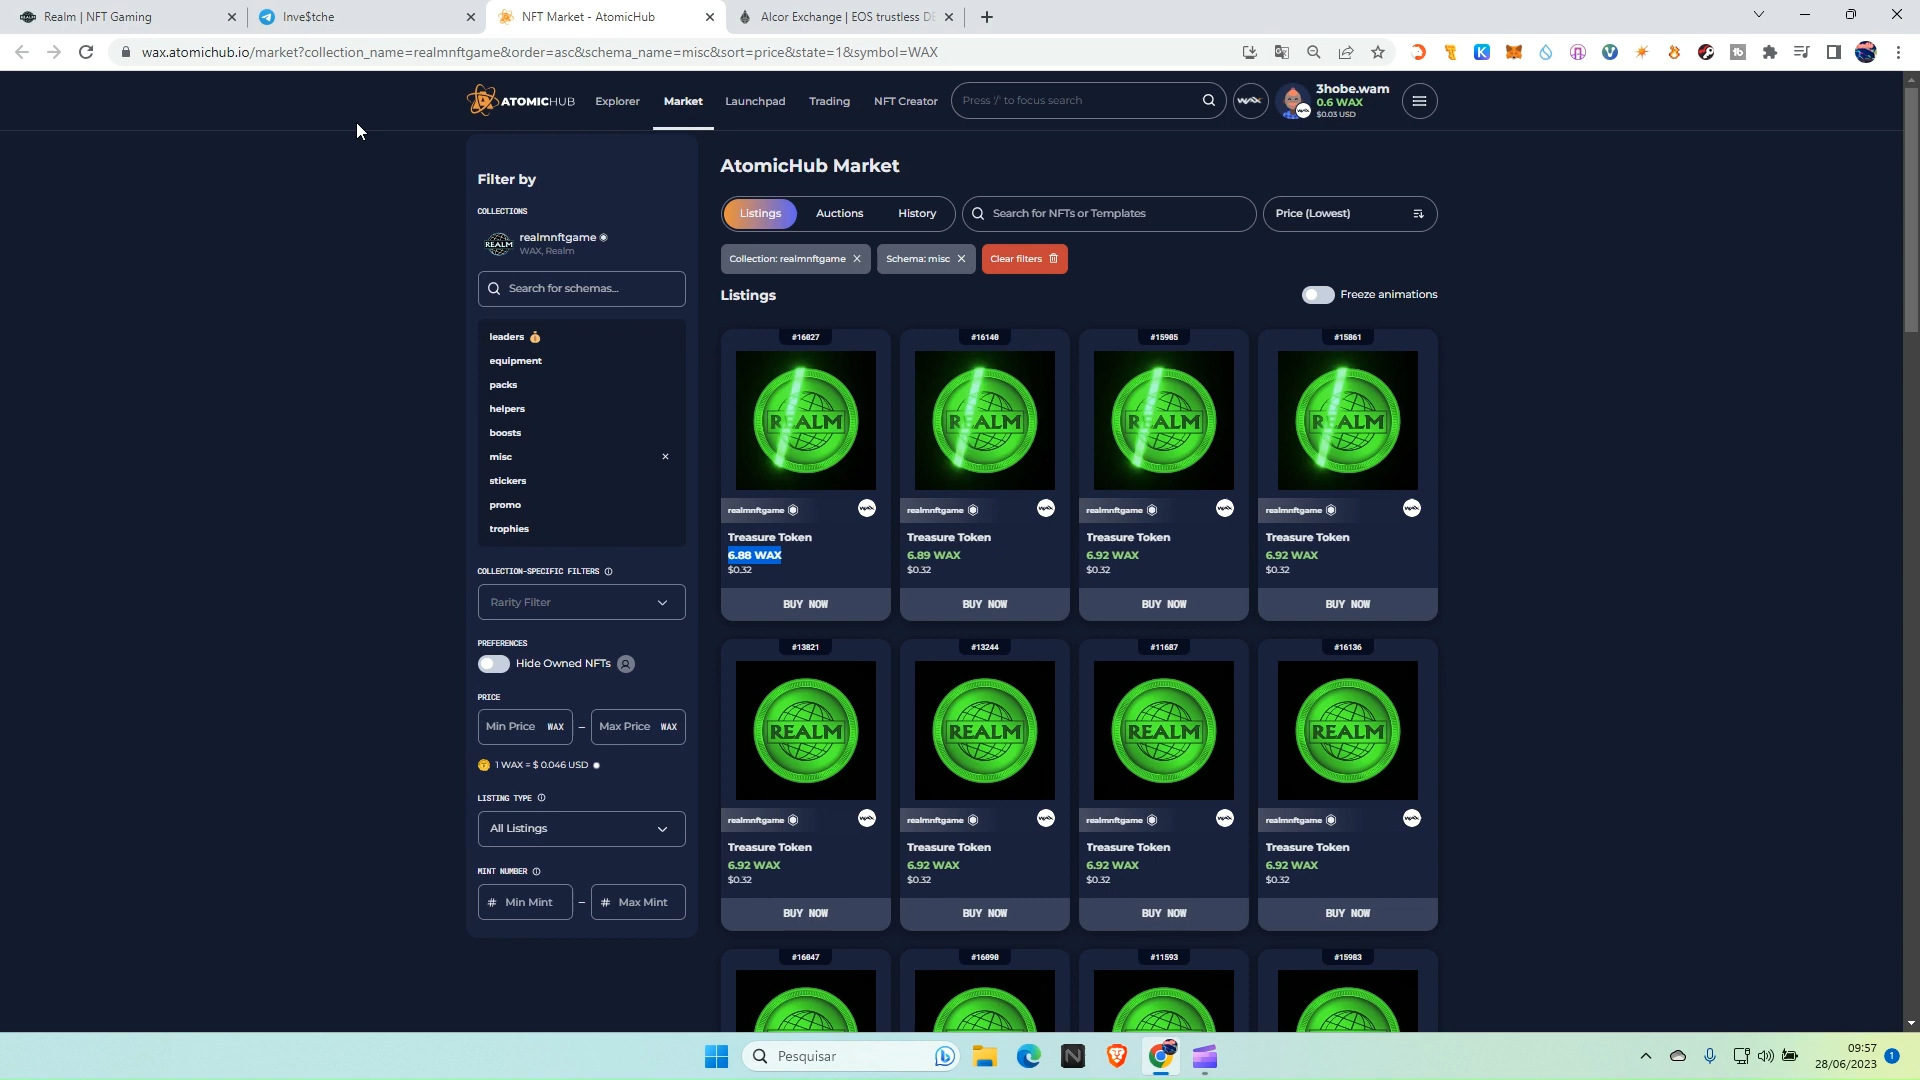 Realm | NFT Gaming
Inve$tche
NFT Market - AtomicHub
Alcor Exchange | EOS trustless DE
wax.atomichub.io/market?collection_name=realmnftgame&order=asc&schema_name=misc&sort=price&state=1&symbol=WAX
ATOMICHUB
Explorer
Market
Launchpad
Trading
NFT Creator
Press '/' to focus search
3hobe.wam
0.6 WAX
$0.03 USD
Filter by
COLLECTIONS
realmnftgame
WAX, Realm
Search for schemas...
leaders
equipment
packs
helpers
boosts
misc
stickers
promo
trophies
COLLECTION-SPECIFIC FILTERS
Rarity Filter
PREFERENCES
Hide Owned NFTs
PRICE
Min Price WAX – Max Price WAX
1 WAX = $ 0.046 USD
LISTING TYPE
All Listings
MINT NUMBER
# Min Mint – # Max Mint
AtomicHub Market
Listings
Auctions
History
Search for NFTs or Templates
Price (Lowest)
Collection: realmnftgame
Schema: misc
Clear filters
Listings
Freeze animations
#16027 #16140 #15905 #15861
REALM REALM REALM REALM
realmnftgame realmnftgame realmnftgame realmnftgame
Treasure Token Treasure Token Treasure Token Treasure Token
6.88 WAX 6.89 WAX 6.92 WAX 6.92 WAX
$0.32 $0.32 $0.32 $0.32
BUY NOW BUY NOW BUY NOW BUY NOW
#13821 #13244 #11687 #16136
REALM REALM REALM REALM
realmnftgame realmnftgame realmnftgame realmnftgame
Treasure Token Treasure Token Treasure Token Treasure Token
6.92 WAX 6.92 WAX 6.92 WAX 6.92 WAX
$0.32 $0.32 $0.32 $0.32
BUY NOW BUY NOW BUY NOW BUY NOW
#16047 #16090 #11593 #15983
Pesquisar
09:57
28/06/2023
1